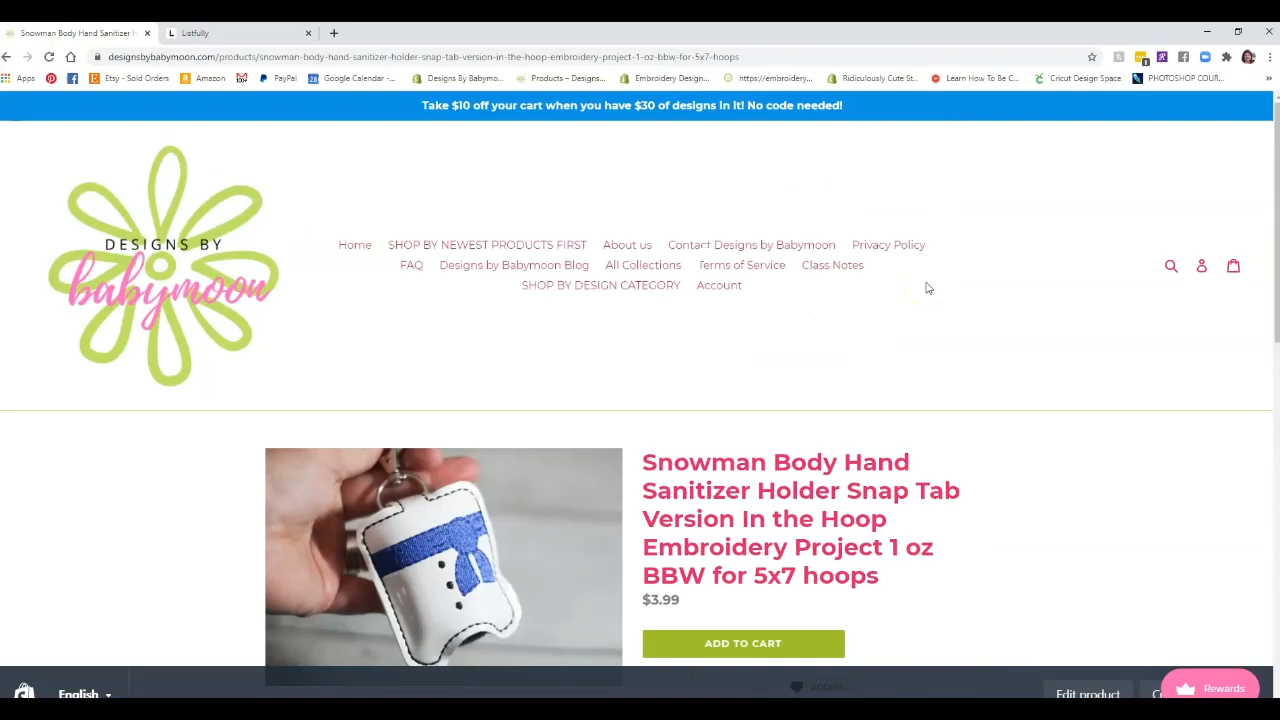 Snowman Body Hand Sanitizer H
Listfully
designsbybabymoon.com/products/snowman-body-hand-sanitizer-holder-snap-tab-version-in-the-hoop-embroidery-project-1-oz-bbw-for-5x7-hoops
Apps Etsy - Sold Orders Amazon PayPal Google Calendar -... Designs By Babymo... Products – Designs... Embroidery Design... https://embroidery... Ridiculously Cute St... Learn How To Be C... Cricut Design Space PHOTOSHOP COUR... »
Take $10 off your cart when you have $30 of designs in it! No code needed!
DESIGNS BY
babymoon
Home SHOP BY NEWEST PRODUCTS FIRST About us Contact Designs by Babymoon Privacy Policy
FAQ Designs by Babymoon Blog All Collections Terms of Service Class Notes
SHOP BY DESIGN CATEGORY Account
Snowman Body Hand
Sanitizer Holder Snap Tab
Version In the Hoop
Embroidery Project 1 oz
BBW for 5x7 hoops
$3.99
ADD TO CART
English
Edit product
Rewards